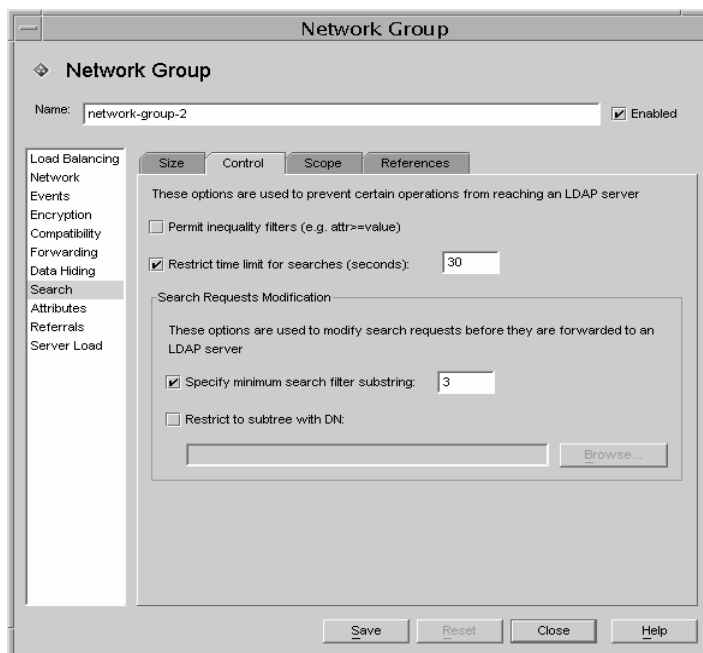 Network Group
Network Group
Name: network-group-2 Enabled
Load Balancing
Network
Events
Encryption
Compatibility
Forwarding
Data Hiding
Search
Attributes
Referrals
Server Load
Size Control Scope References
These options are used to prevent certain operations from reaching an LDAP server
Permit inequality filters (e.g. attr>=value)
Restrict time limit for searches (seconds): 30
Search Requests Modification
These options are used to modify search requests before they are forwarded to an
LDAP server
Specify minimum search filter substring: 3
Restrict to subtree with DN:
Browse...
Save Reset Close Help